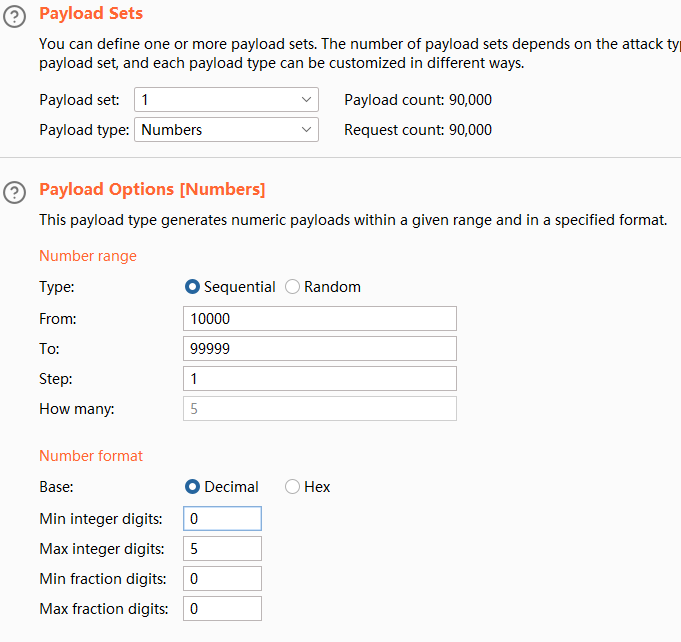 Payload Sets
You can define one or more payload sets. The number of payload sets depends on the attack
payload set, and each payload type can be customized in different ways.
Payload set: 1 Payload count: 90,000
Payload type: Numbers Request count: 90,000
Payload Options [Numbers]
This payload type generates numeric payloads within a given range and in a specified format.
Number range
Type: Sequential Random
From: 10000
To: 99999
Step: 1
How many: 5
Number format
Base: Decimal Hex
Min integer digits: 0
Max integer digits: 5
Min fraction digits: 0
Max fraction digits: 0